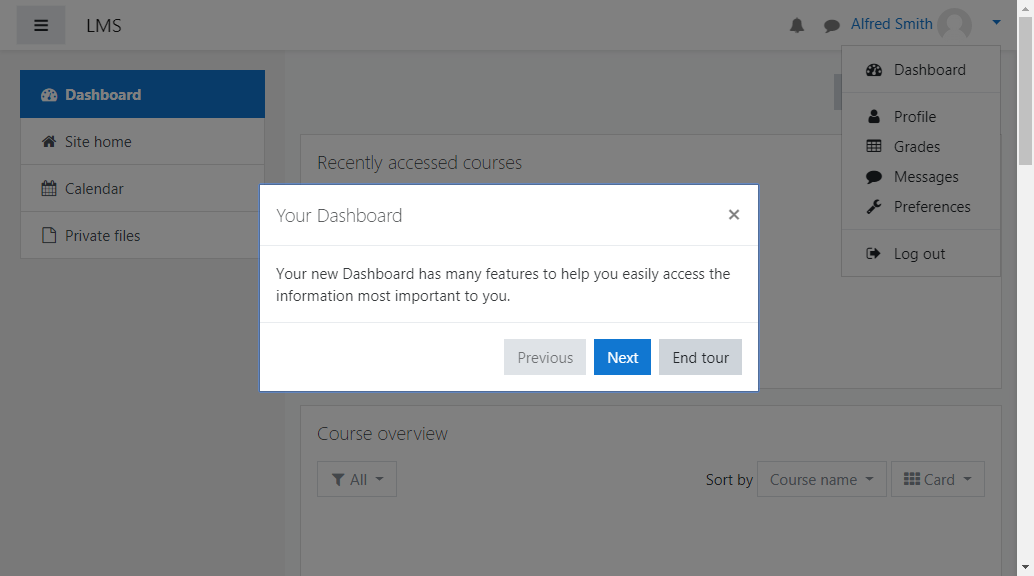 LMS
Alfred Smith
Dashboard
Site home
Calendar
Private files
Dashboard
Profile
Grades
Messages
Preferences
Log out
Recently accessed courses
Your Dashboard
×
Your new Dashboard has many features to help you easily access the
information most important to you.
Previous Next End tour
Course overview
All Sort by Course name Card